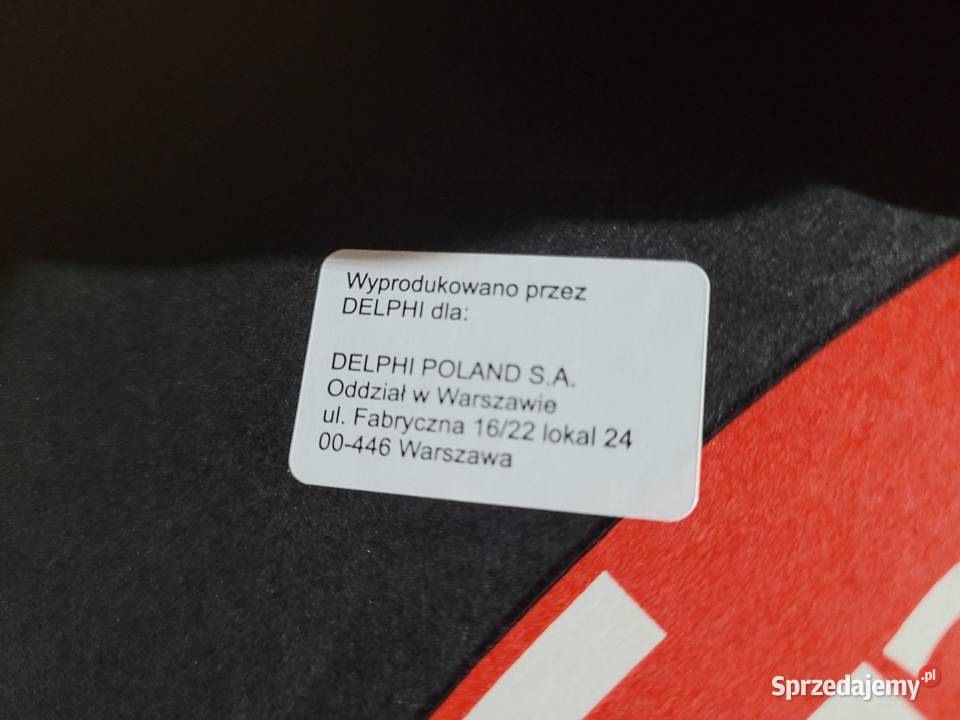 Wyprodukowano przez
DELPHI dla:
DELPHI POLAND S.A.
Oddział w Warszawie
ul. Fabryczna 16/22 lokal 24
00-446 Warszawa
Sprzedajemy.pl